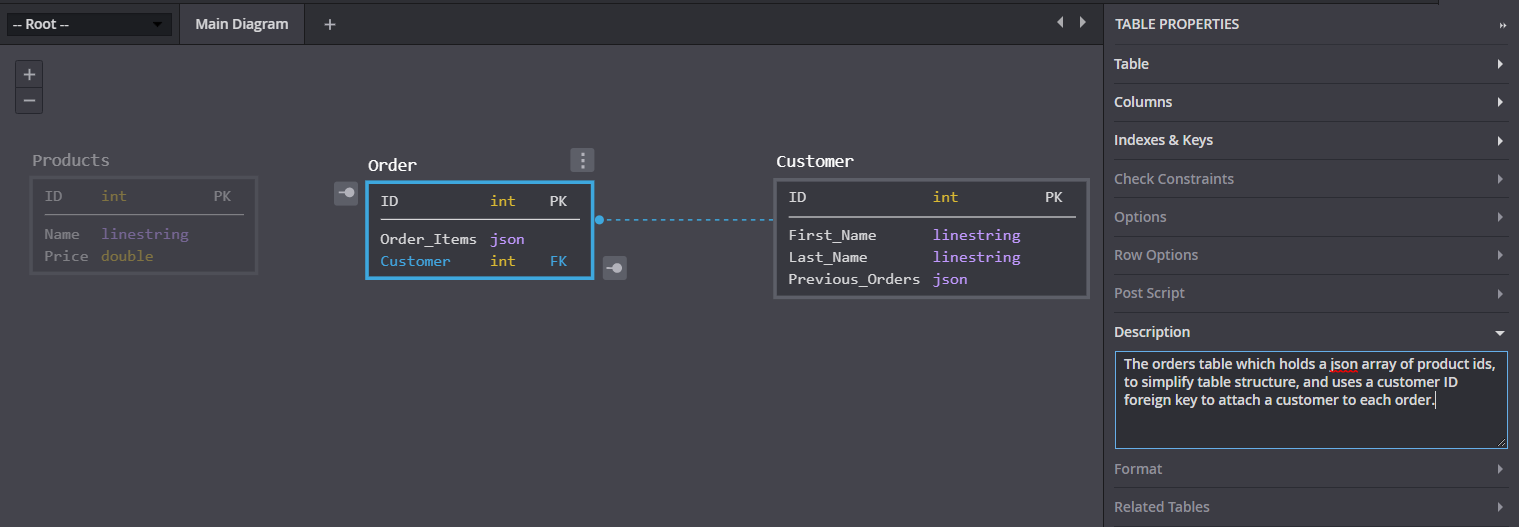 -- Root --
Main Diagram
+
TABLE PROPERTIES
Table
Columns
Indexes & Keys
Check Constraints
Options
Row Options
Post Script
Description
The orders table which holds a json array of product ids,
to simplify table structure, and uses a customer ID
foreign key to attach a customer to each order.
Format
Related Tables
+
−
Products
ID int PK
Name linestring
Price double
Order
ID int PK
Order_Items json
Customer int FK
Customer
ID int PK
First_Name linestring
Last_Name linestring
Previous_Orders json